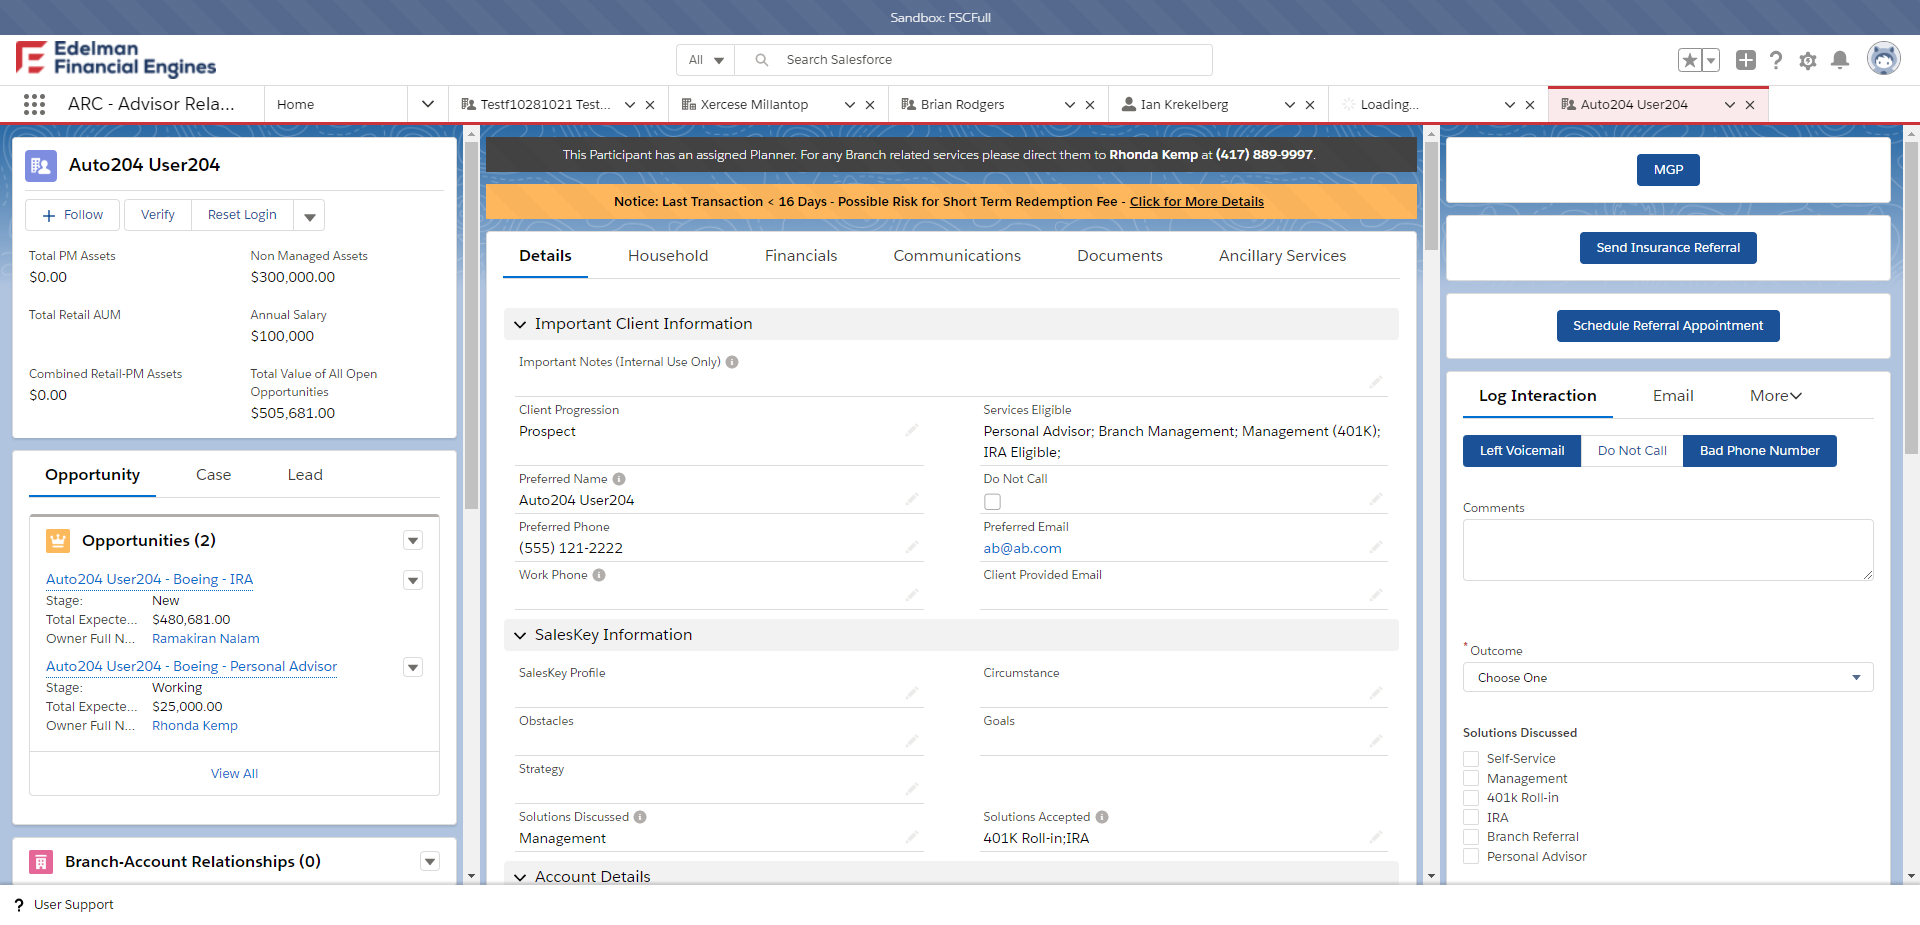 Sandbox: FSCFull
Edelman
Financial Engines
All
Search Salesforce
ARC - Advisor Rela...
Home
Testf10281021 Test...
Xercese Millantop
Brian Rodgers
Ian Krekelberg
Loading...
Auto204 User204
Auto204 User204
Follow
Verify
Reset Login
Total PM Assets
$0.00
Non Managed Assets
$300,000.00
Total Retail AUM
Annual Salary
$100,000
Combined Retail-PM Assets
$0.00
Total Value of All Open
Opportunities
$505,681.00
Opportunity
Case
Lead
Opportunities (2)
Auto204 User204 - Boeing - IRA
Stage: New
Total Expecte... $480,681.00
Owner Full N... Ramakiran Nalam
Auto204 User204 - Boeing - Personal Advisor
Stage: Working
Total Expecte... $25,000.00
Owner Full N... Rhonda Kemp
View All
Branch-Account Relationships (0)
This Participant has an assigned Planner. For any Branch related services please direct them to Rhonda Kemp at (417) 889-9997.
Notice: Last Transaction < 16 Days - Possible Risk for Short Term Redemption Fee - Click for More Details
Details
Household
Financials
Communications
Documents
Ancillary Services
Important Client Information
Important Notes (Internal Use Only)
Client Progression
Prospect
Services Eligible
Personal Advisor; Branch Management; Management (401K);
IRA Eligible;
Preferred Name
Auto204 User204
Do Not Call
Preferred Phone
(555) 121-2222
Preferred Email
ab@ab.com
Work Phone
Client Provided Email
SalesKey Information
SalesKey Profile
Circumstance
Obstacles
Goals
Strategy
Solutions Discussed
Management
Solutions Accepted
401K Roll-in;IRA
Account Details
MGP
Send Insurance Referral
Schedule Referral Appointment
Log Interaction
Email
More
Left Voicemail
Do Not Call
Bad Phone Number
Comments
* Outcome
Choose One
Solutions Discussed
Self-Service
Management
401k Roll-in
IRA
Branch Referral
Personal Advisor
? User Support